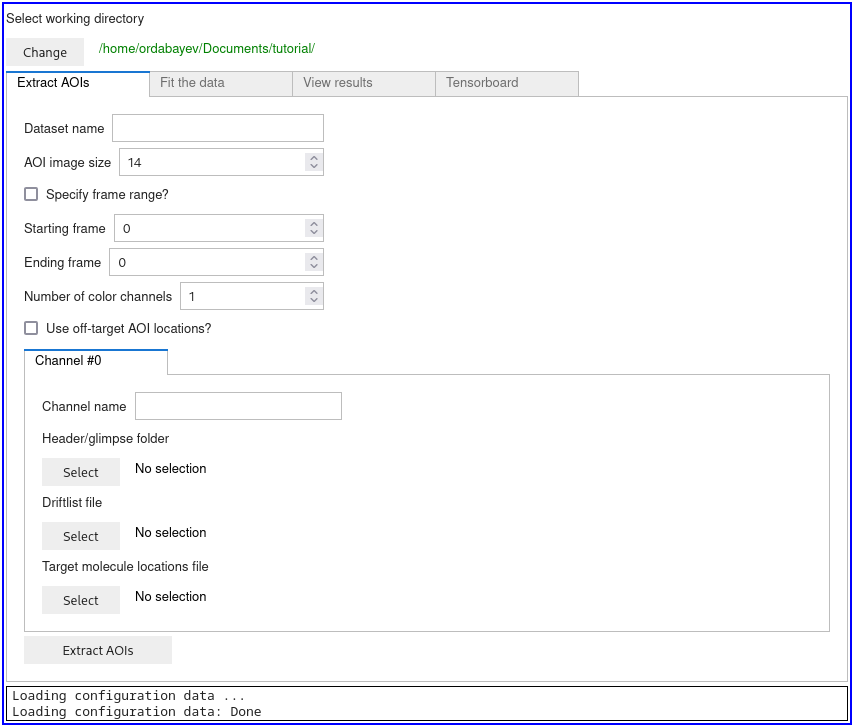 Select working directory
Change /home/ordabayev/Documents/tutorial/
Extract AOIs Fit the data View results Tensorboard
Dataset name
AOI image size 14
Specify frame range?
Starting frame 0
Ending frame 0
Number of color channels 1
Use off-target AOI locations?
Channel #0
Channel name
Header/glimpse folder
Select No selection
Driftlist file
Select No selection
Target molecule locations file
Select No selection
Extract AOIs
Loading configuration data ...
Loading configuration data: Done